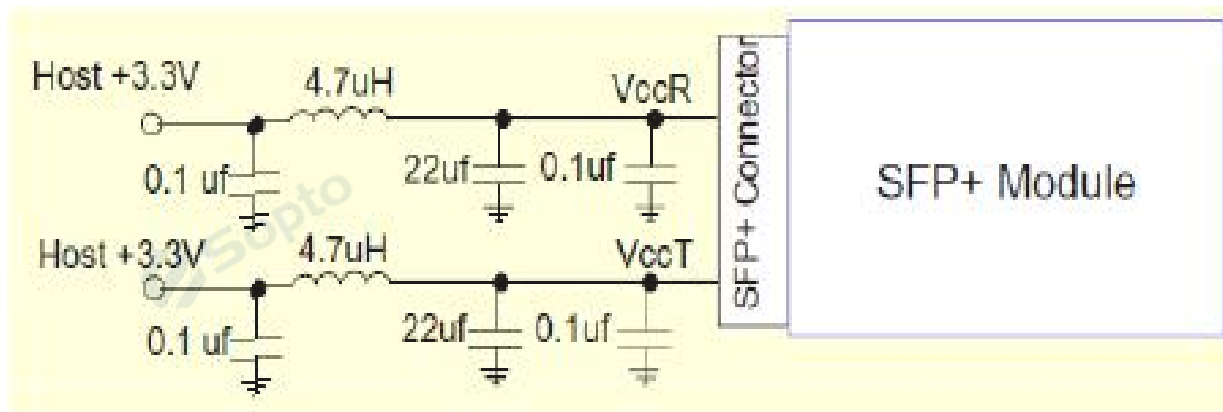 Host +3.3V
4.7uH
VccR
0.1 uf
22uf
0.1uf
Host +3.3V
4.7uH
VccT
0.1 uf
22uf
0.1uf
SFP+ Connector
SFP+ Module
Sopto